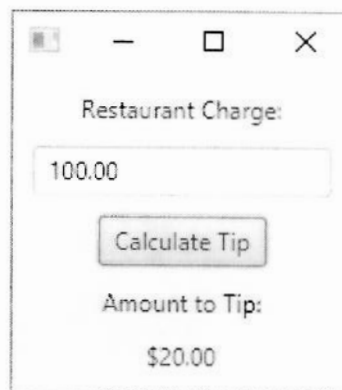 Restaurant Charge:
100.00
Calculate Tip
Amount to Tip:
$20.00